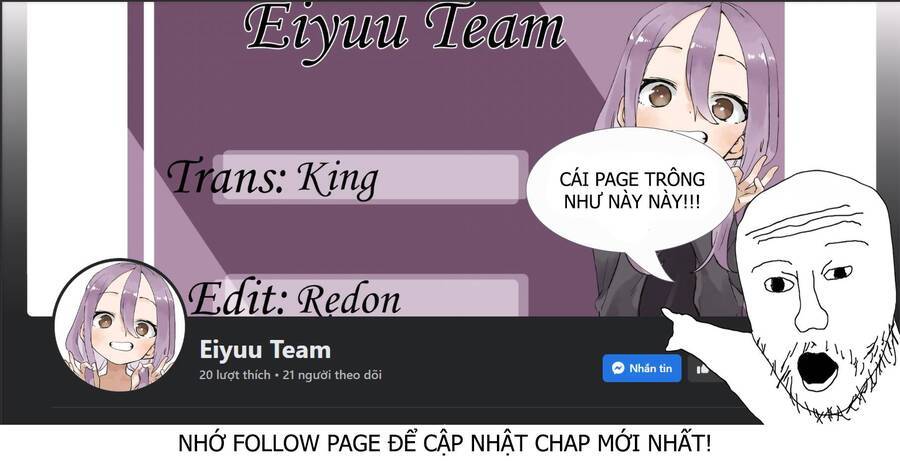 Eiyuu Team
Trans: King
CÁI PAGE TRÔNG
NHƯ NÀY NÀY!!!
Edit: Rẹdon
Eiyuu Team
20 lượt thích • 21 người theo dõi
Nhắn tin
NHỚ FOLLOW PAGE ĐỂ CẬP NHẬT CHAP MỚI NHẤT!